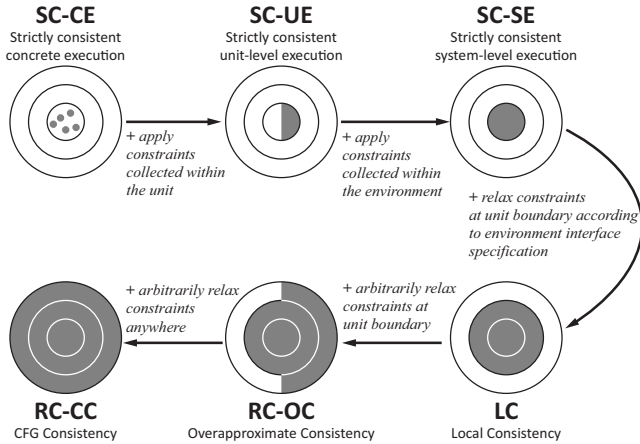 SC-CE
Strictly consistent
concrete execution
SC-UE
Strictly consistent
unit-level execution
SC-SE
Strictly consistent
system-level execution
+ apply
constraints
collected within
the unit
+ apply
constraints
collected within
the environment
+ relax constraints
at unit boundary according
to environment interface
specification
+ arbitrarily relax
constraints
anywhere
+ arbitrarily relax
constraints at
unit boundary
RC-CC
CFG Consistency
RC-OC
Overapproximate Consistency
LC
Local Consistency